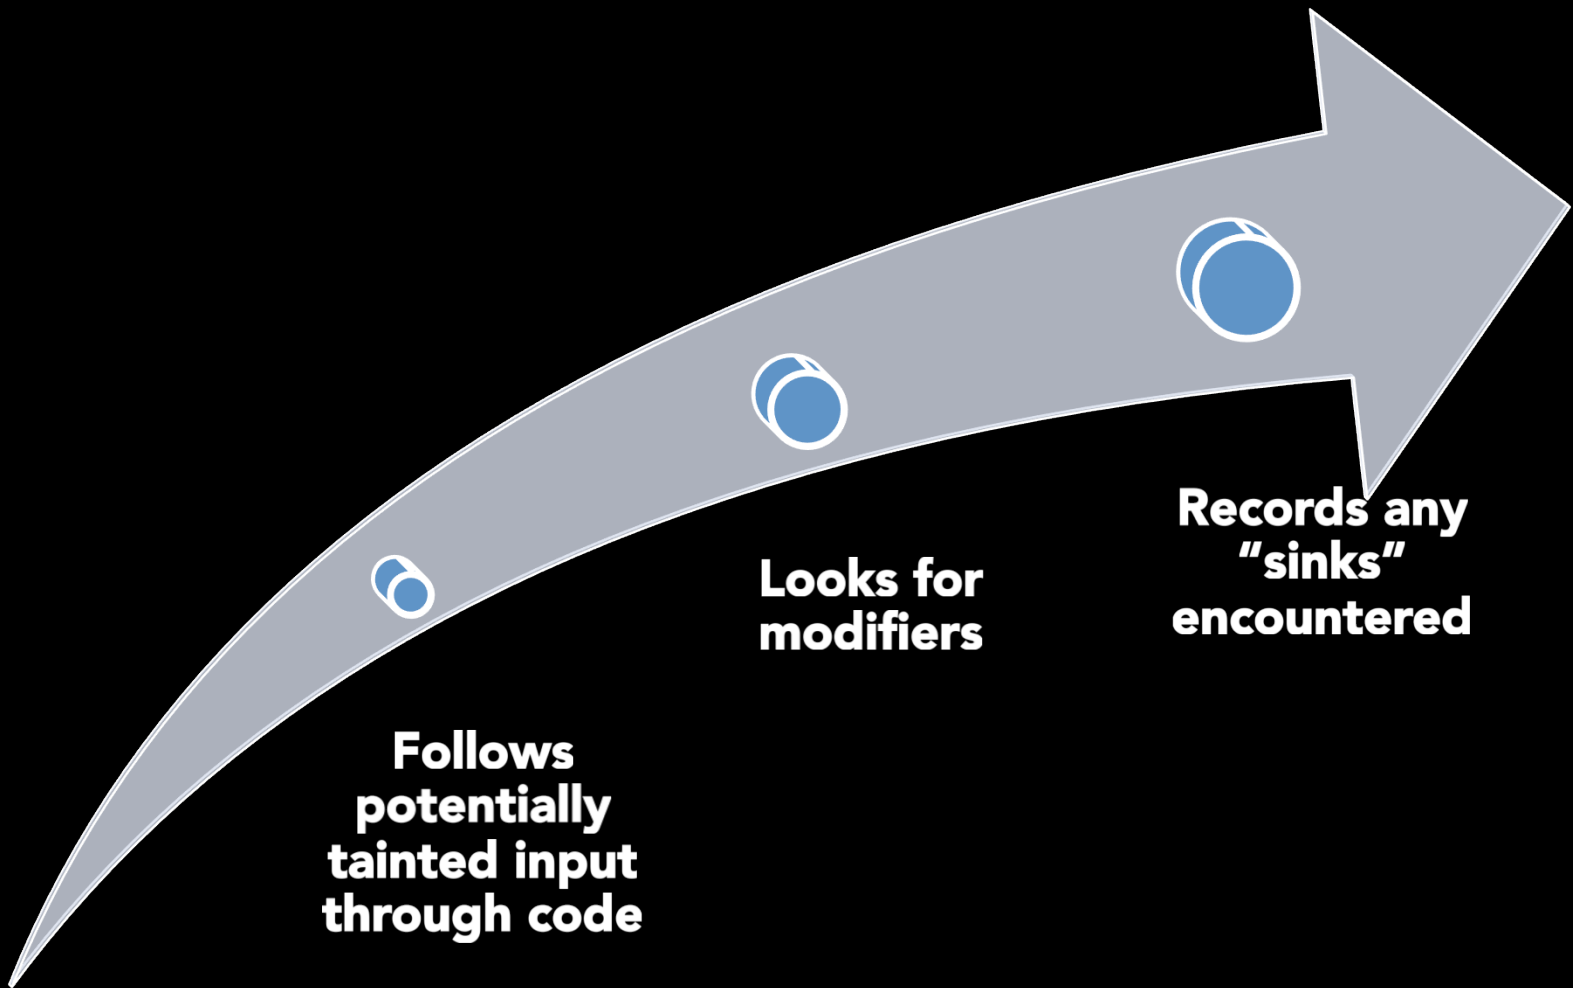 Follows
potentially
tainted input
through code
Looks for
modifiers
Records any
“sinks”
encountered